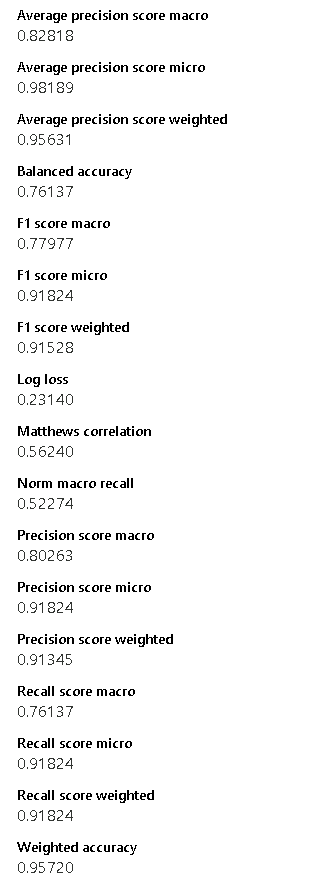 Average precision score macro
0.82818
Average precision score micro
0.98189
Average precision score weighted
0.95631
Balanced accuracy
0.76137
F1 score macro
0.77977
F1 score micro
0.91824
F1 score weighted
0.91528
Log loss
0.23140
Matthews correlation
0.56240
Norm macro recall
0.52274
Precision score macro
0.80263
Precision score micro
0.91824
Precision score weighted
0.91345
Recall score macro
0.76137
Recall score micro
0.91824
Recall score weighted
0.91824
Weighted accuracy
0.95720